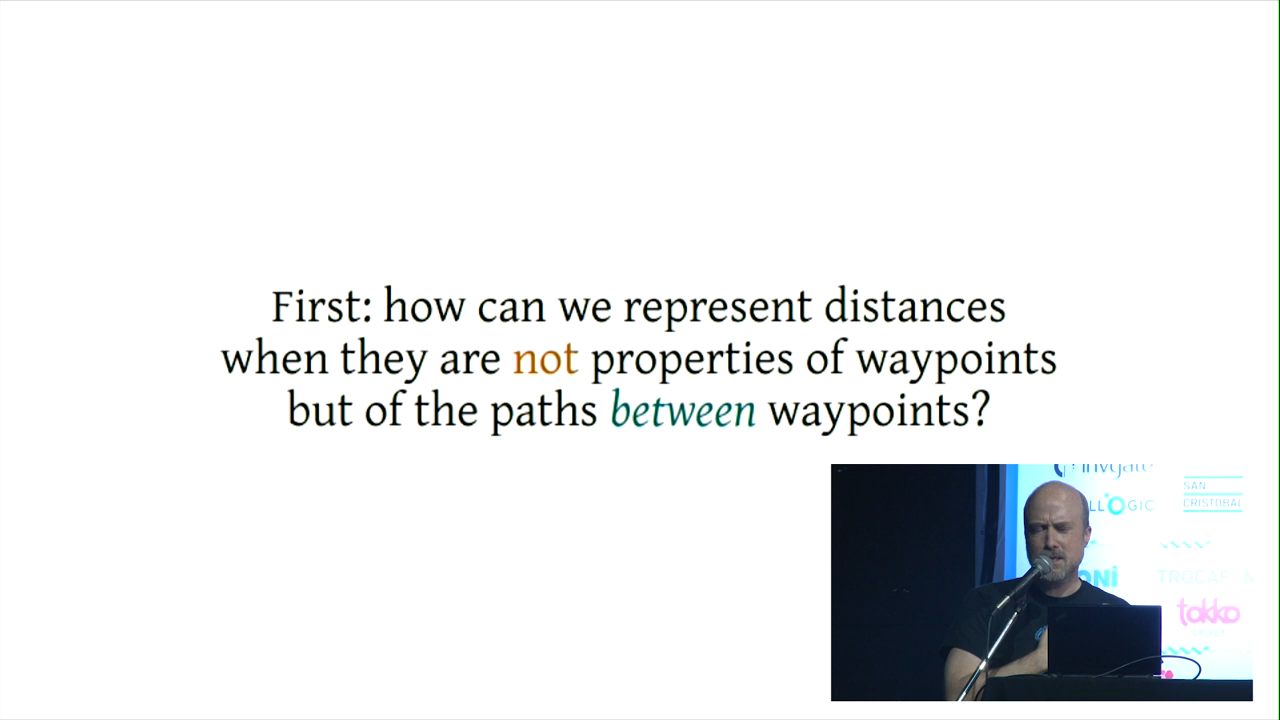 First: how can we represent distances
when they are not properties of waypoints
but of the paths between waypoints?
SAN
CRISTOBAL
tokko